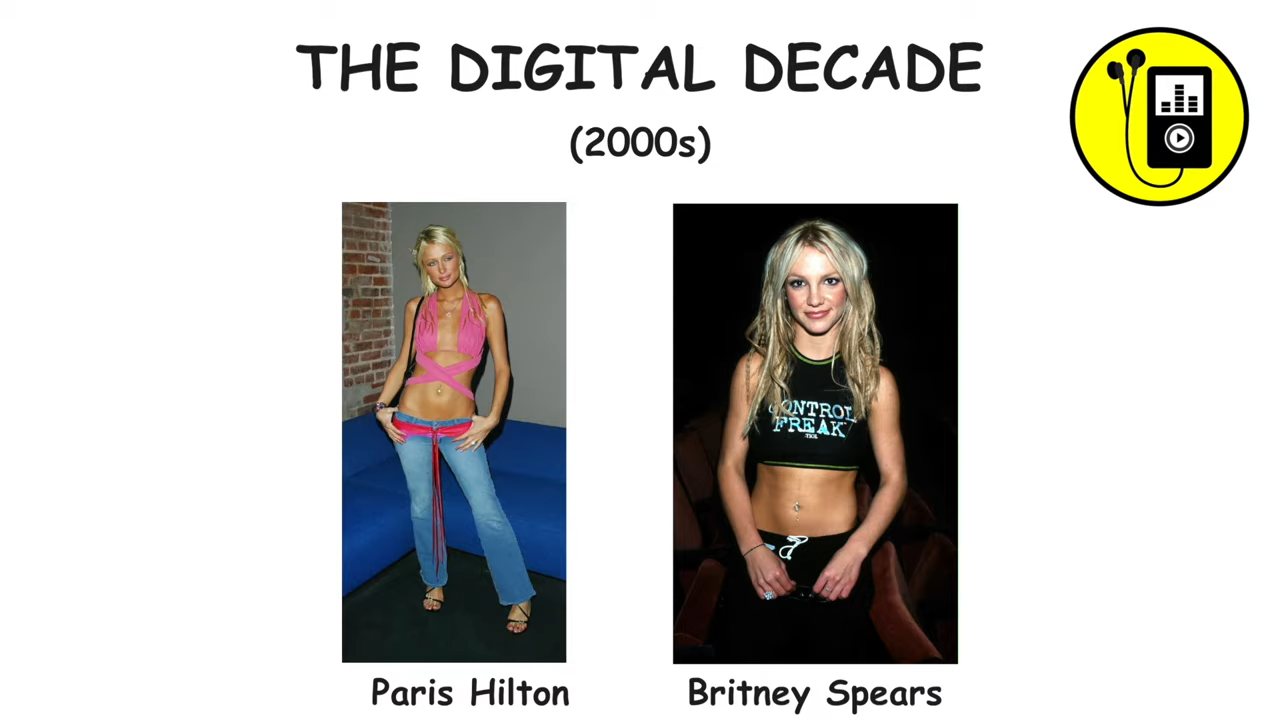 THE DIGITAL DECADE
(2000s)
CONTROL
FREAK
Paris Hilton
Britney Spears